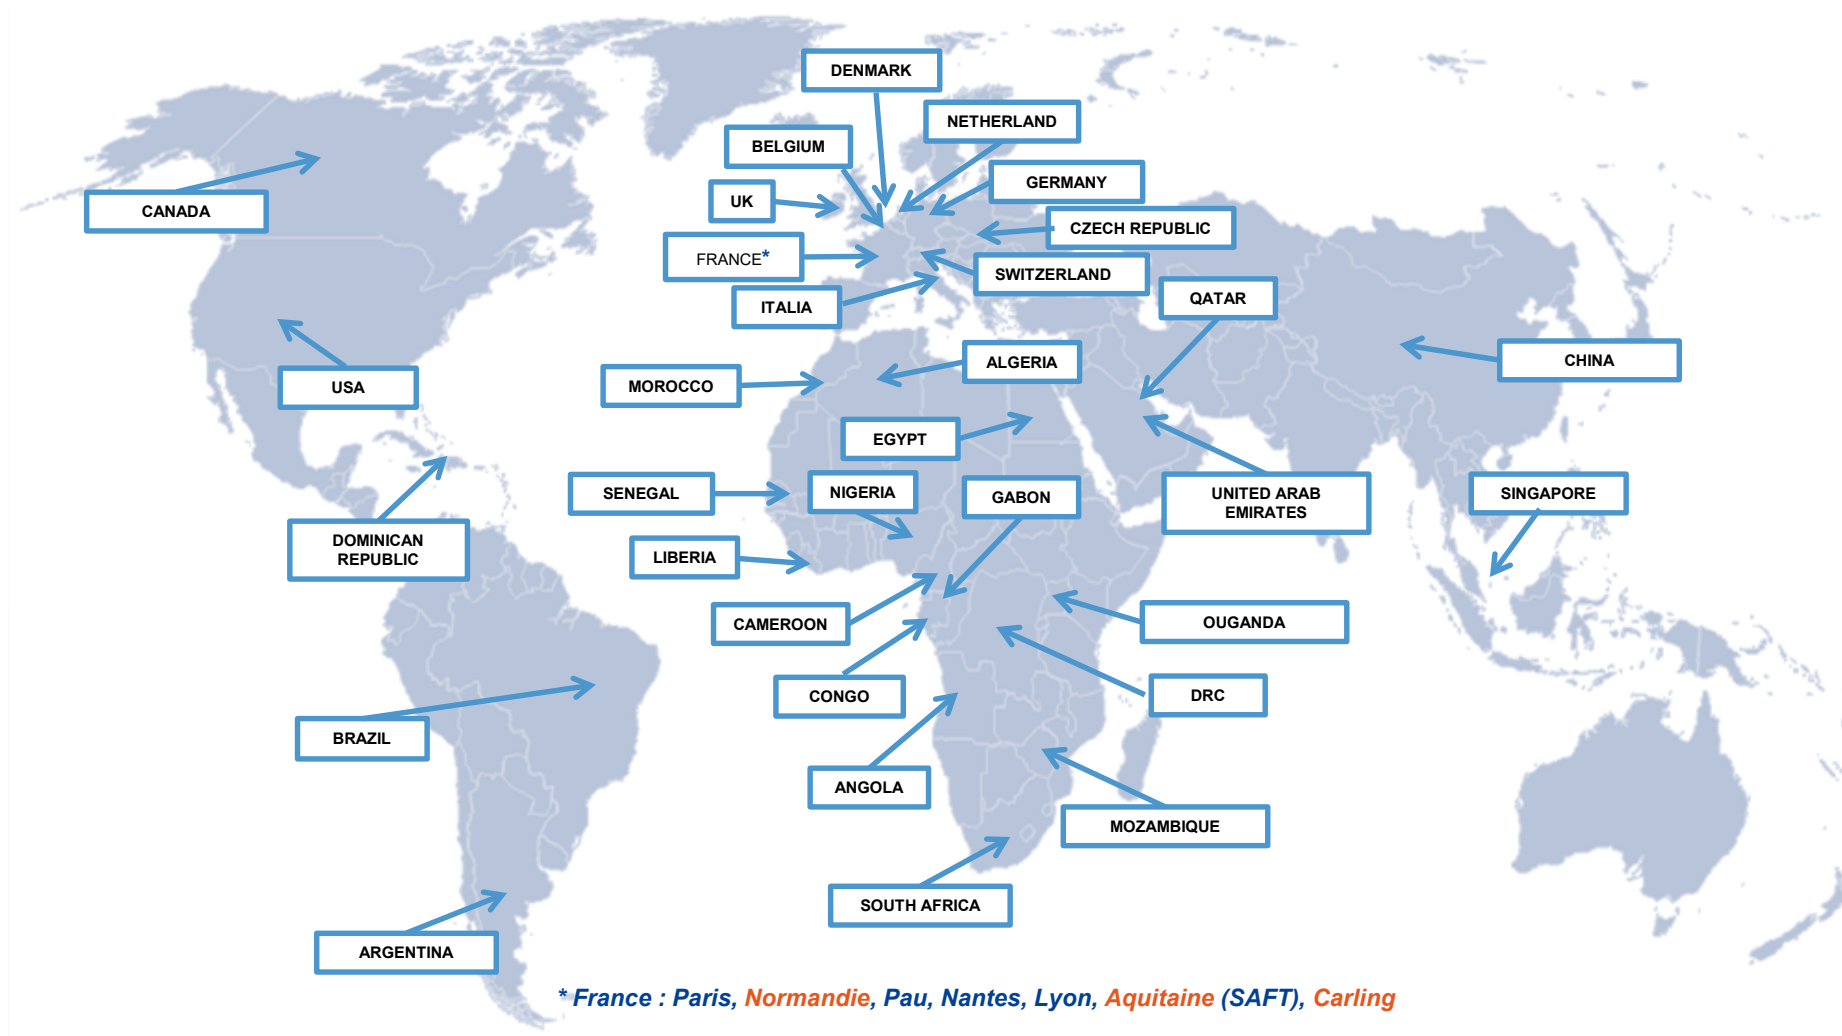 DENMARK
NETHERLAND
BELGIUM
GERMANY
UK
CANADA
CZECH REPUBLIC
FRANCE*
SWITZERLAND
ITALIA
QATAR
CHINA
ALGERIA
USA
MOROCCO
EGYPT
SENEGAL
NIGERIA
GABON
UNITED ARAB
EMIRATES
SINGAPORE
DOMINICAN
REPUBLIC
LIBERIA
CAMEROON
OUGANDA
CONGO
DRC
BRAZIL
ANGOLA
MOZAMBIQUE
SOUTH AFRICA
ARGENTINA
* France : Paris, Normandie, Pau, Nantes, Lyon, Aquitaine (SAFT), Carling